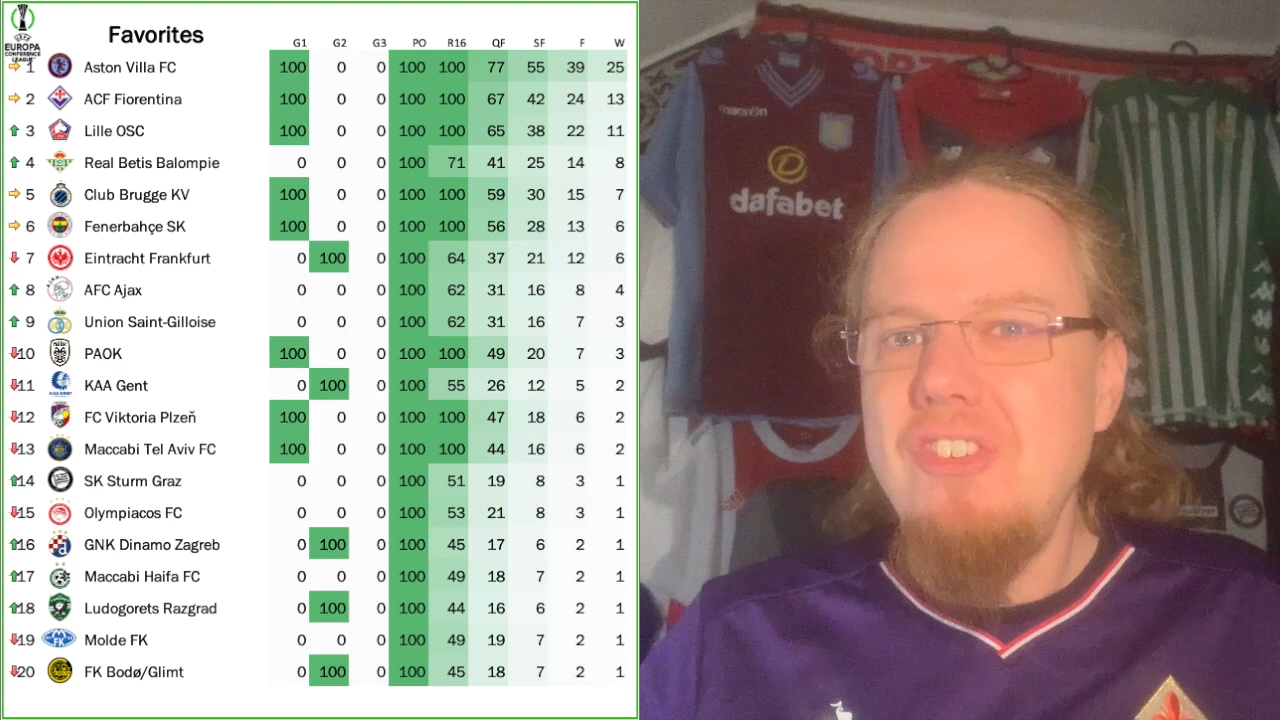 UEFA
EUROPA
CONFERENCE
LEAGUE
Favorites
G1 G2 G3 PO R16 QF SF F W
1 Aston Villa FC 100 0 0 100 100 77 55 39 25
2 ACF Fiorentina 100 0 0 100 100 67 42 24 13
3 Lille OSC 100 0 0 100 100 65 38 22 11
4 Real Betis Balompie 0 0 0 100 71 41 25 14 8
5 Club Brugge KV 100 0 0 100 100 59 30 15 7
6 Fenerbahçe SK 100 0 0 100 100 56 28 13 6
7 Eintracht Frankfurt 0 100 0 100 64 37 21 12 6
8 AFC Ajax 0 0 0 100 62 31 16 8 4
9 Union Saint-Gilloise 0 0 0 100 62 31 16 7 3
10 PAOK 100 0 0 100 100 49 20 7 3
11 KAA Gent 0 100 0 100 55 26 12 5 2
12 FC Viktoria Plzeň 100 0 0 100 100 47 18 6 2
13 Maccabi Tel Aviv FC 100 0 0 100 100 44 16 6 2
14 SK Sturm Graz 0 0 0 100 51 19 8 3 1
15 Olympiacos FC 0 0 0 100 53 21 8 3 1
16 GNK Dinamo Zagreb 0 100 0 100 45 17 6 2 1
17 Maccabi Haifa FC 0 0 0 100 49 18 7 2 1
18 Ludogorets Razgrad 0 100 0 100 44 16 6 2 1
19 Molde FK 0 0 0 100 49 19 7 2 1
20 FK Bodø/Glimt 0 100 0 100 45 18 7 2 1
macron
dafabet